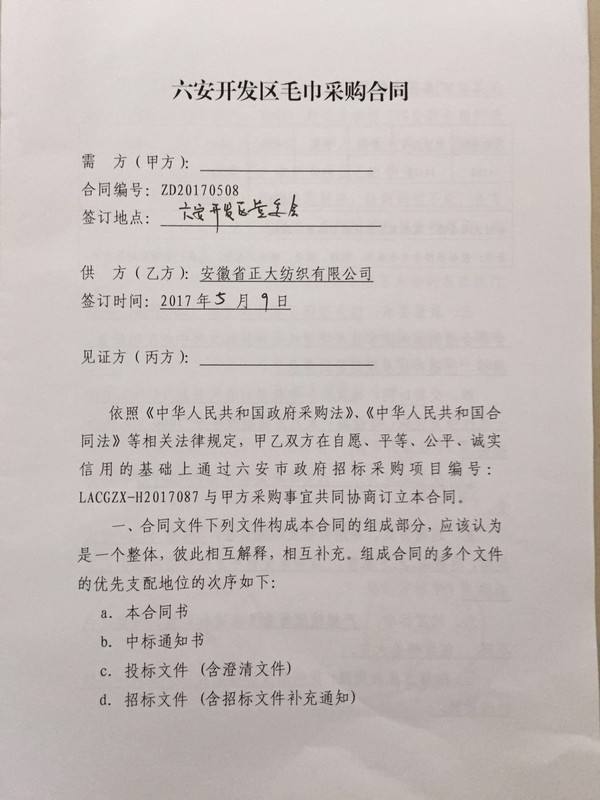 六安开发区毛巾采购合同
需 方(甲方):
合同编号:ZD20170508
签订地点:六安开发区管委会
供 方(乙方):安徽省正大纺织有限公司
签订时间:2017年5月9日
见证方(丙方):
依照《中华人民共和国政府采购法》、《中华人民共和国合
同法》等相关法律规定,甲乙双方在自愿、平等、公平、诚实
信用的基础上通过六安市政府招标采购项目编号:
LACGZX-H2017087与甲方采购事宜共同协商订立本合同。
一、合同文件下列文件构成本合同的组成部分,应该认为
是一个整体,彼此相互解释,相互补充。组成合同的多个文件
的优先支配地位的次序如下:
a. 本合同书
b. 中标通知书
c. 投标文件(含澄清文件)
d. 招标文件(含招标文件补充通知)